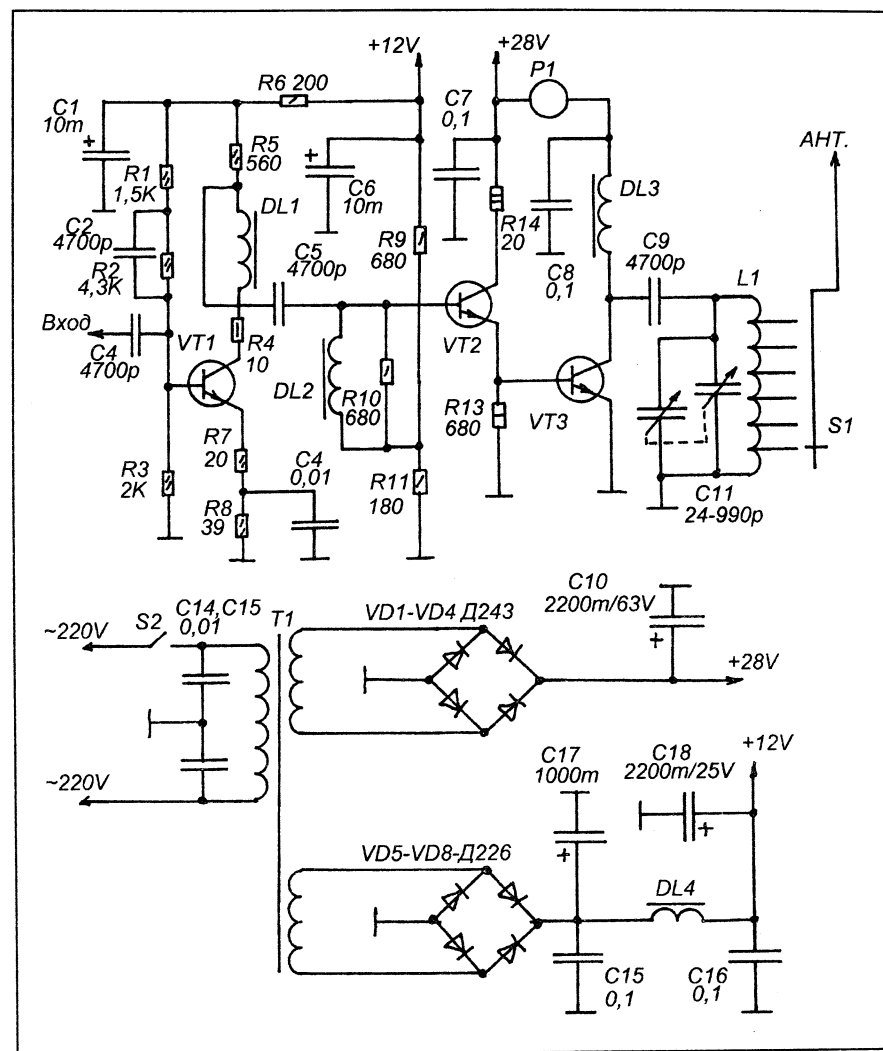 +12V
+28V
P1
R6 200
C7
0,1
C1
10m
+
R5
560
+
АНТ.
R1
1,5K
C6
10m
DL1
DL3
C2
4700p
R14
20
C5
4700p
R9
680
C9
4700p
R2
4,3K
C8
0,1
L1
Вход
R4
10
VT1
C4
4700p
VT2
DL2
R10
680
R13
680
VT3
S1
R7
20
C4
0,01
R3
2K
R11
180
C11
24-990p
R8
39
C10
2200m/63V
C14,C15
0,01
T1
VD1-VD4 Д243
S2
~220V
+
+28V
C17
1000m
C18
2200m/25V
+12V
~220V
+
VD5-VD8-Д226
+
DL4
C15
0,1
C16
0,1